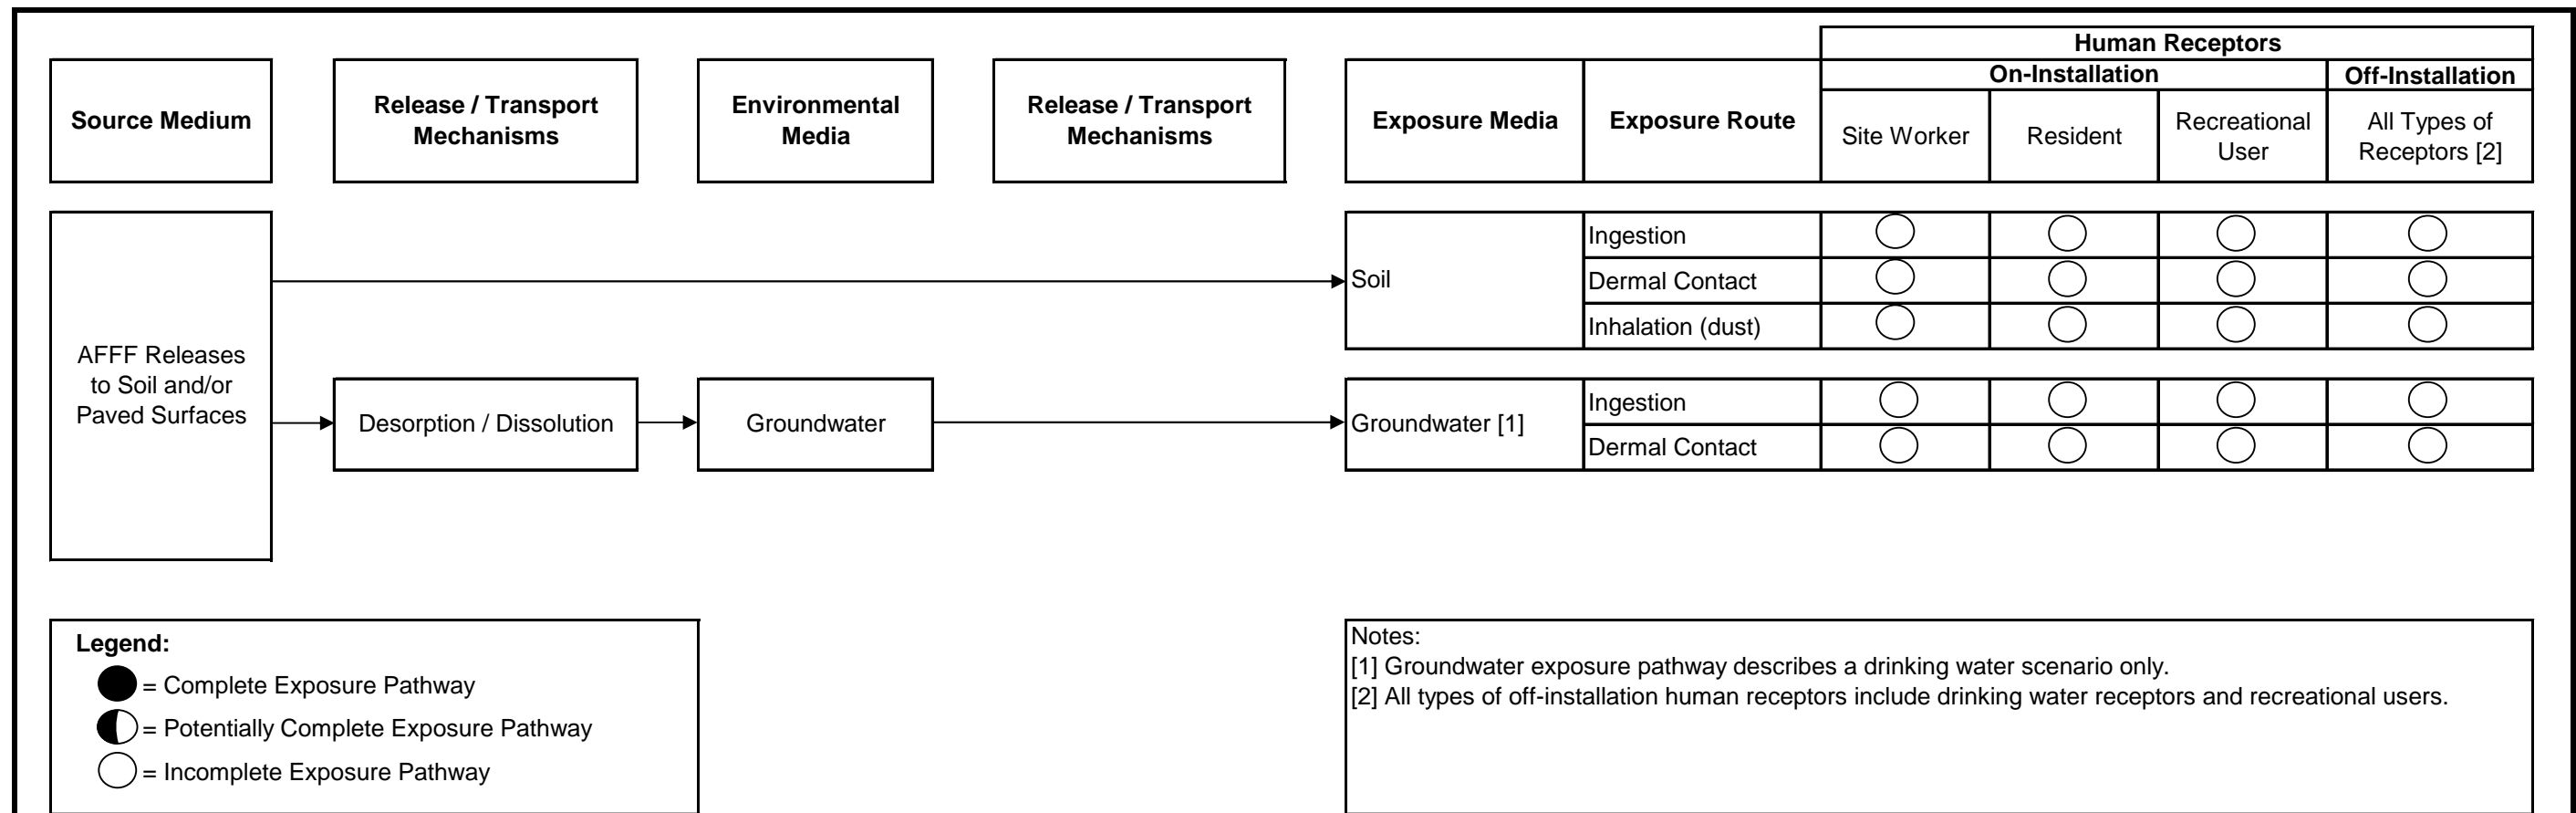 Human Receptors
On-Installation
Off-Installation
Source Medium
Release / Transport
Mechanisms
Environmental
Media
Release / Transport
Mechanisms
Exposure Media
Exposure Route
Site Worker
Resident
Recreational
User
All Types of
Receptors [2]
AFFF Releases
to Soil and/or
Paved Surfaces
Soil
Ingestion
Dermal Contact
Inhalation (dust)
Desorption / Dissolution
Groundwater
Groundwater [1]
Ingestion
Dermal Contact
Legend:
= Complete Exposure Pathway
= Potentially Complete Exposure Pathway
= Incomplete Exposure Pathway
Notes:
[1] Groundwater exposure pathway describes a drinking water scenario only.
[2] All types of off-installation human receptors include drinking water receptors and recreational users.